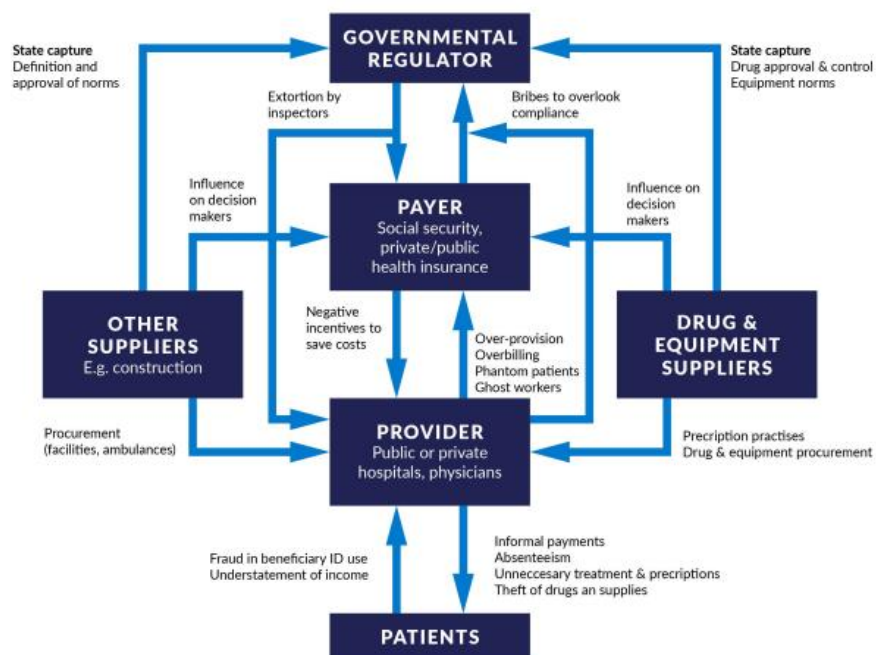 GOVERNMENTAL
REGULATOR
State capture
Definition and
approval of norms
State capture
Drug approval & control
Equipment norms
Extortion by
inspectors
Bribes to overlook
compliance
Influence
on decision
makers
PAYER
Social security,
private/public
health insurance
Influence on
decision
makers
OTHER
SUPPLIERS
E.g. construction
Negative
incentives to
save costs
Over-provision
Overbilling
Phantom patients
Ghost workers
DRUG &
EQUIPMENT
SUPPLIERS
Procurement
(facilities, ambulances)
PROVIDER
Public or private
hospitals, physicians
Precription practises
Drug & equipment procurement
Fraud in beneficiary ID use
Understatement of income
Informal payments
Absenteeism
Unneccesary treatment & precriptions
Theft of drugs an supplies
PATIENTS